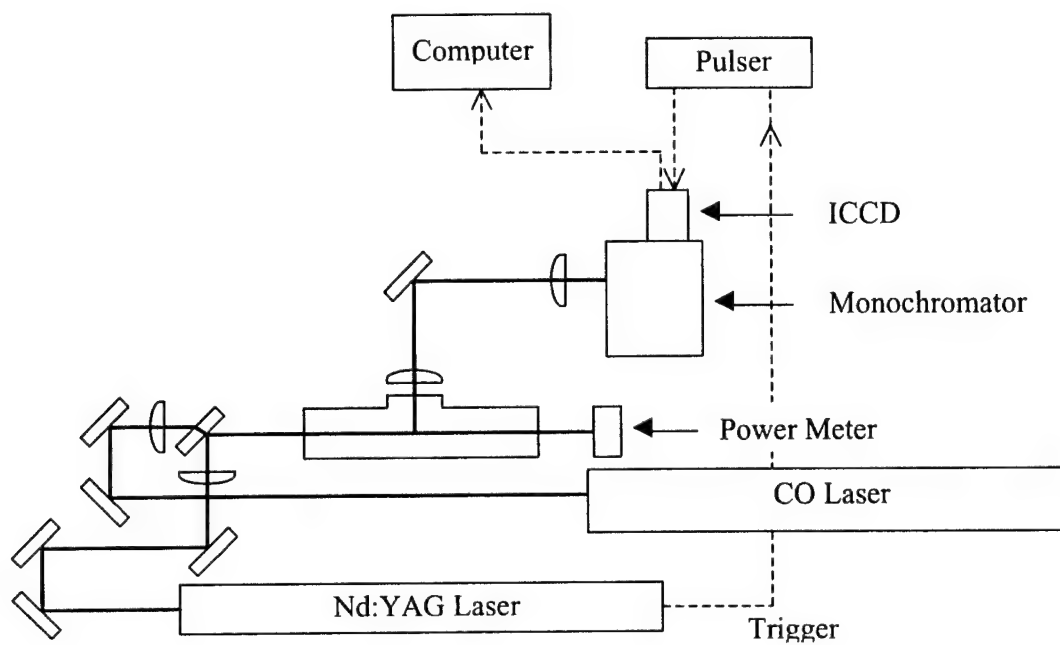 Computer
Pulser
ICCD
Monochromator
Power Meter
CO Laser
Nd:YAG Laser
Trigger